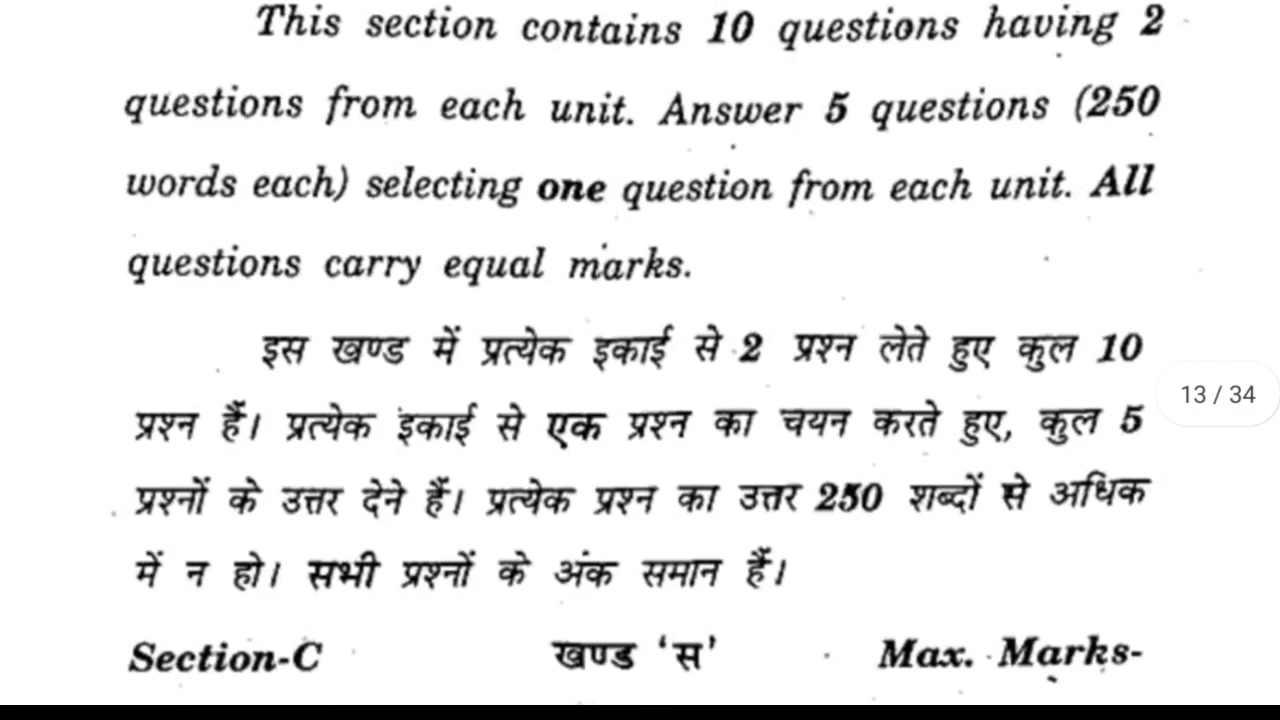 This section contains 10 questions having 2
questions from each unit. Answer 5 questions (250
words each) selecting one question from each unit. All
questions carry equal marks.
इस खण्ड में प्रत्येक इकाई से 2 प्रश्न लेते हुए कुल 10
13 / 34
प्रश्न हैं। प्रत्येक इकाई से एक प्रश्न का चयन करते हुए, कुल 5
प्रश्नों के उत्तर देने हैं। प्रत्येक प्रश्न का उत्तर 250 शब्दों से अधिक
में न हो। सभी प्रश्नों के अंक समान हैं।
Section-C खण्ड ‘स’ Max. Marks-